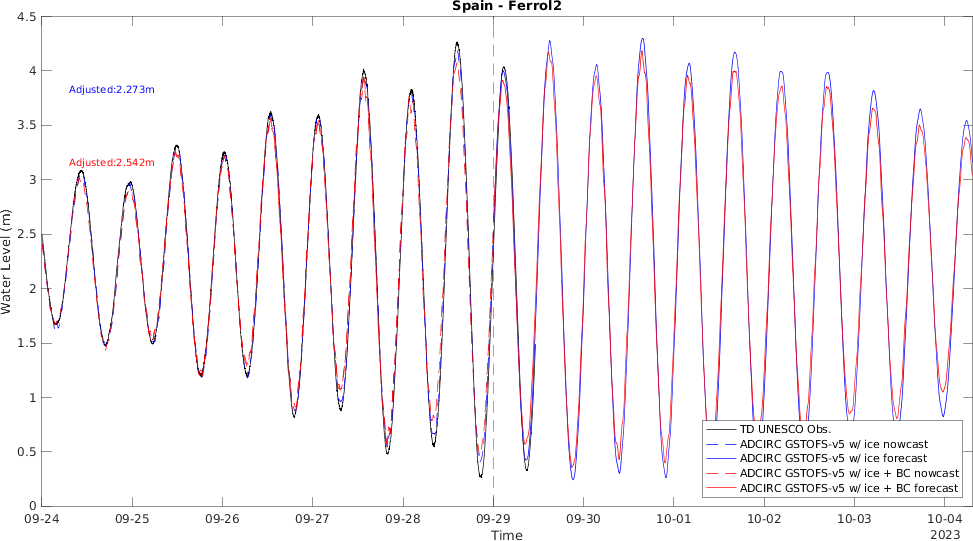 Spain - Ferrol2
4.5
4
3.5
3
2.5
2
1.5
1
0.5
0
Water Level (m)
Adjusted:2.273m
Adjusted:2.542m
TD UNESCO Obs.
ADCIRC GSTOFS-v5 w/ ice nowcast
ADCIRC GSTOFS-v5 w/ ice forecast
ADCIRC GSTOFS-v5 w/ ice + BC nowcast
ADCIRC GSTOFS-v5 w/ ice + BC forecast
09-24 09-25 09-26 09-27 09-28 09-29 09-30 10-01 10-02 10-03 10-04
Time
2023